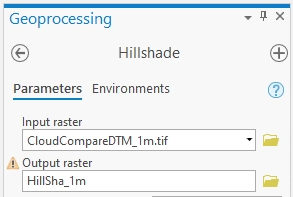 Geoprocessing
Hillshade
Parameters Environments
Input raster
CloudCompareDTM_1m.tif
Output raster
HillSha_1m